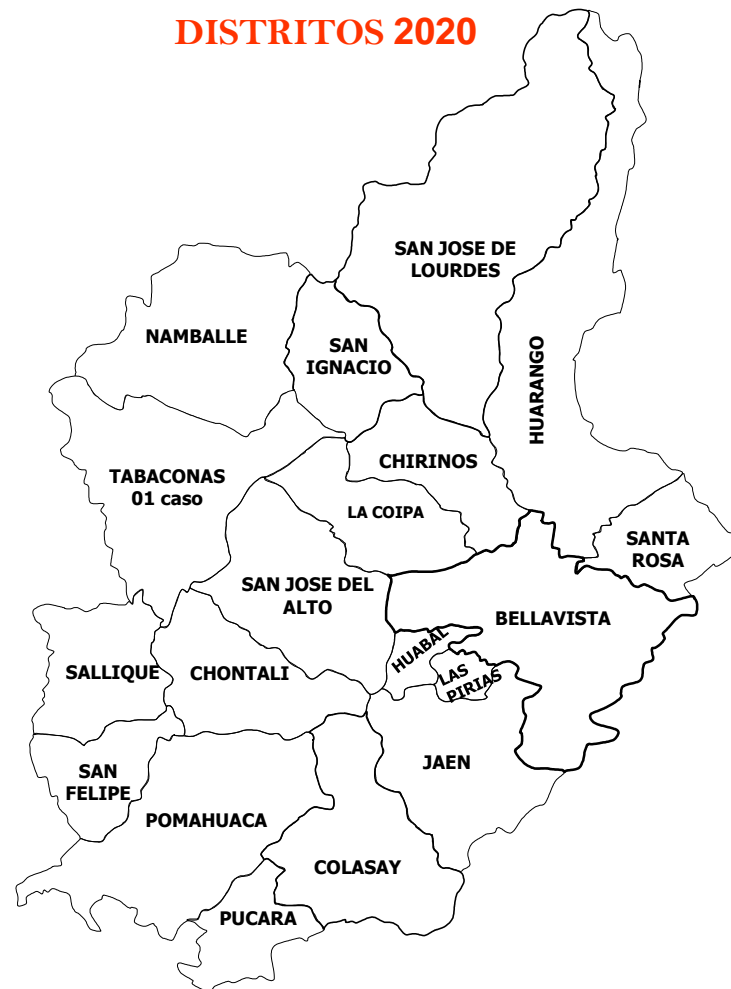 DISTRITOS 2020
SAN JOSE DE
LOURDES
NAMBALLE
SAN
IGNACIO
HUARANGO
CHIRINOS
TABACONAS
01 caso
LA COIPA
SANTA
ROSA
SAN JOSE DEL
ALTO
BELLAVISTA
HUABAL
SALLIQUE
CHONTALI
LAS
PIRIAS
SAN
FELIPE
JAEN
POMAHUACA
COLASAY
PUCARA